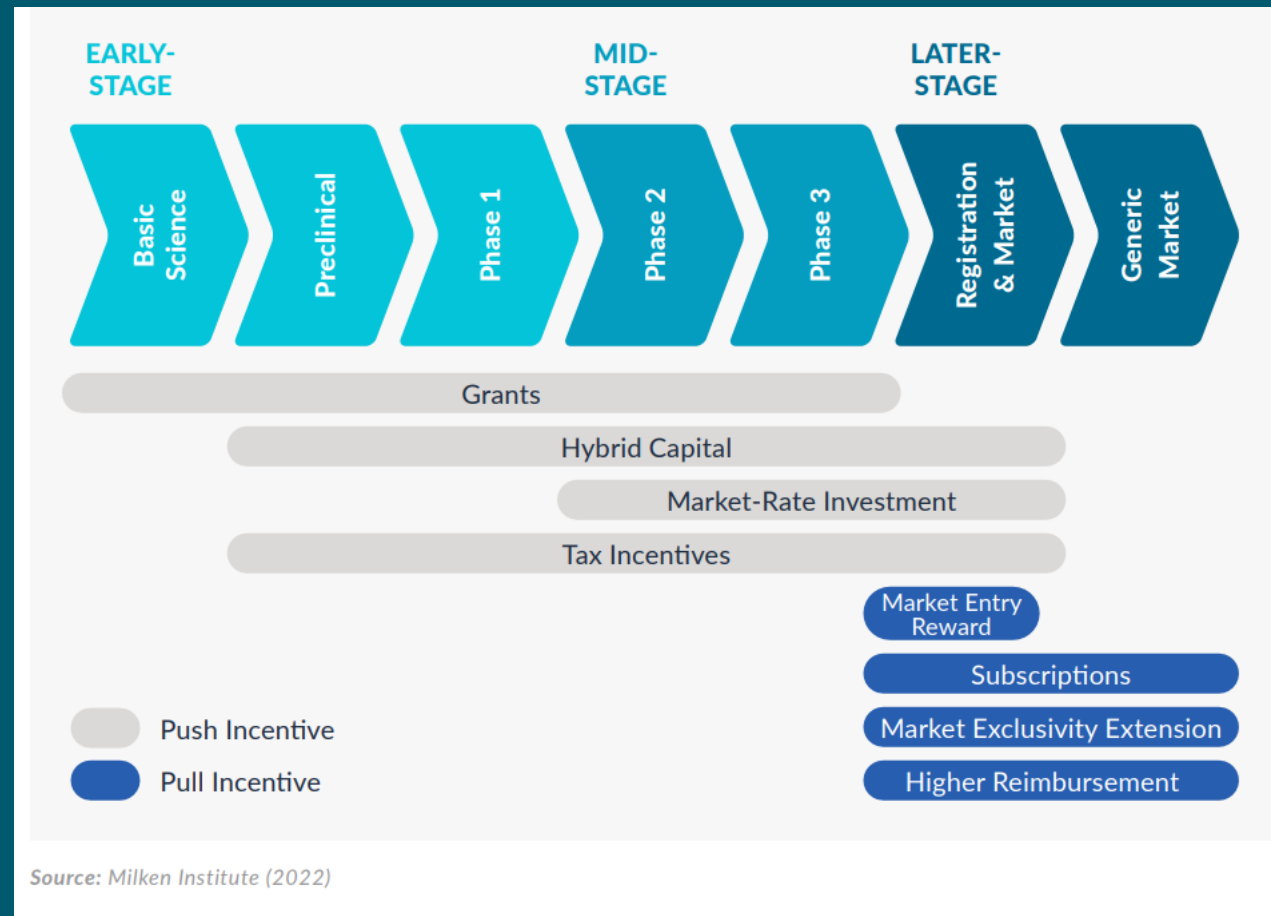 EARLY-
STAGE
MID-
STAGE
LATER-
STAGE
Basic
Science
Preclinical
Phase 1
Phase 2
Phase 3
Registration
& Market
Generic
Market
Grants
Hybrid Capital
Market-Rate Investment
Tax Incentives
Market Entry
Reward
Subscriptions
Market Exclusivity Extension
Higher Reimbursement
Push Incentive
Pull Incentive
Source: Milken Institute (2022)